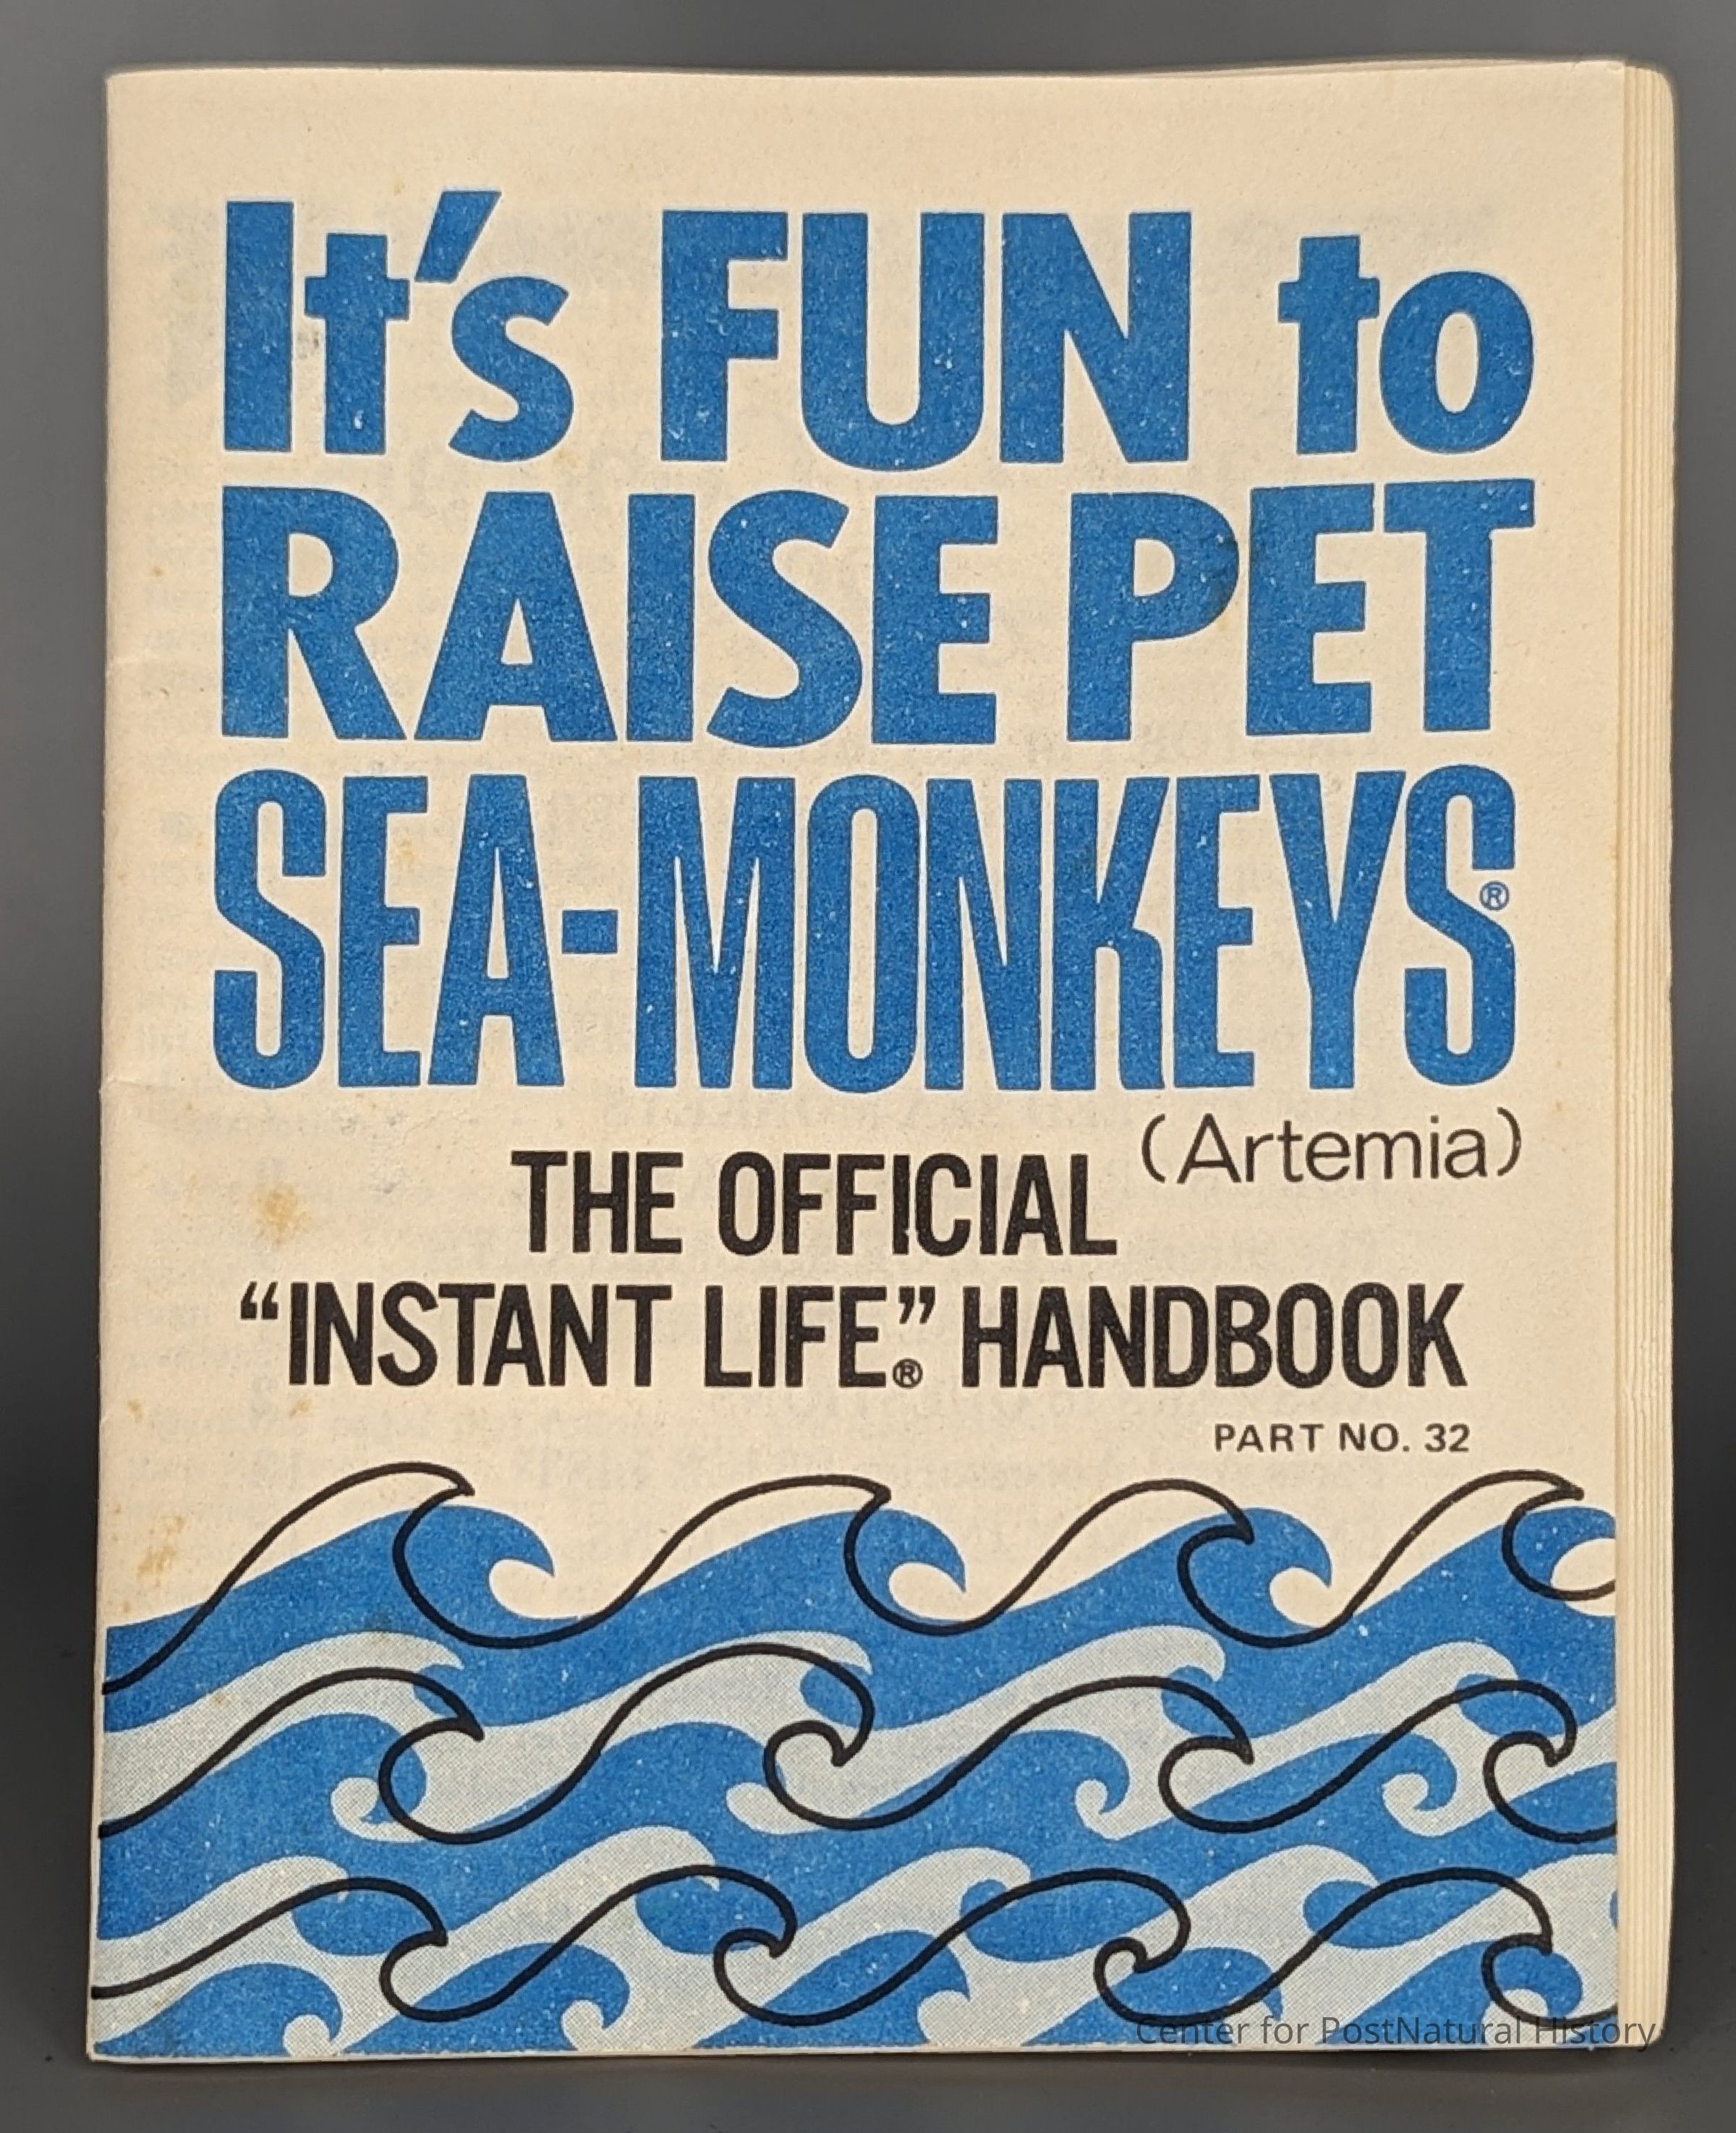 It's FUN to
RAISE PET
SEA-MONKEYS®
(Artemia)
THE OFFICIAL
“INSTANT LIFE”® HANDBOOK
PART NO. 32
Center for PostNatural History